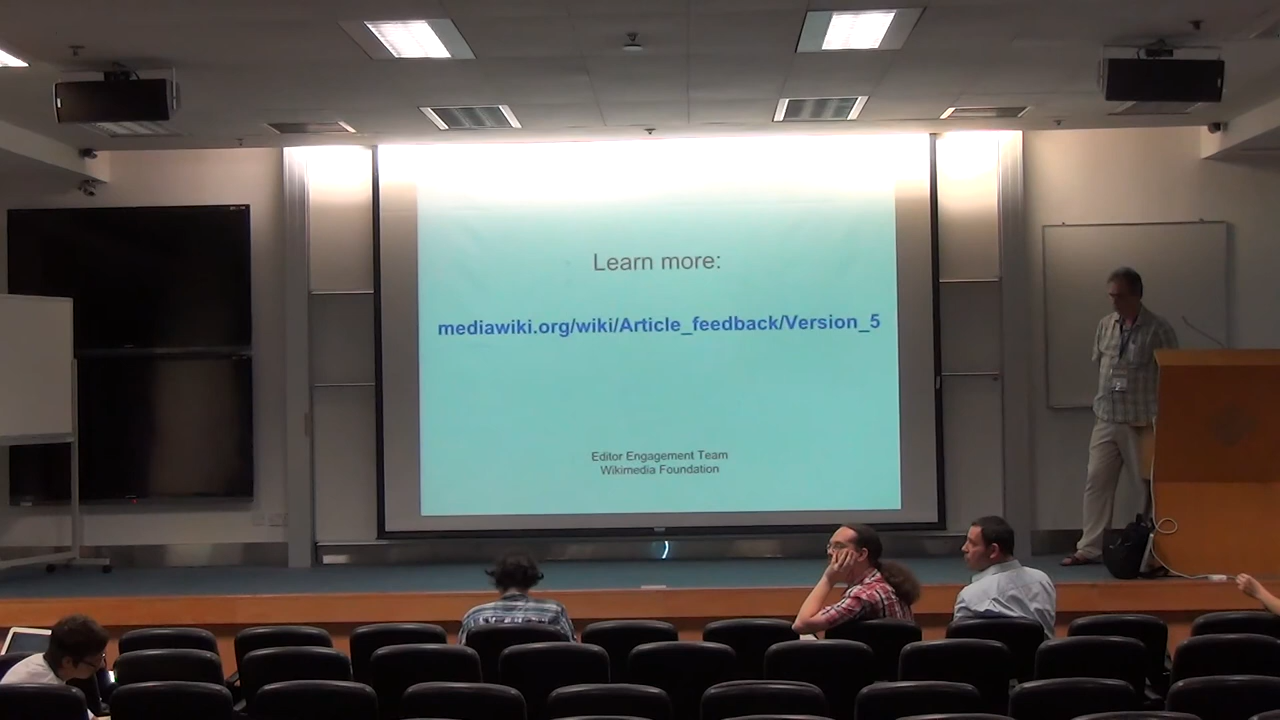 Learn more:
mediawiki.org/wiki/Article_feedback/Version_5
Editor Engagement Team
Wikimedia Foundation